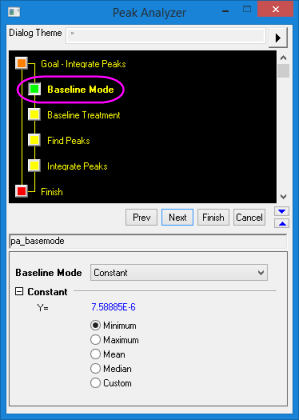 Peak Analyzer
Dialog Theme *
Goal - Integrate Peaks
Baseline Mode
Baseline Treatment
Find Peaks
Integrate Peaks
Finish
Prev Next Finish Cancel
pa_basemode
Baseline Mode Constant
Constant
Y= 7.58885E-6
Minimum
Maximum
Mean
Median
Custom